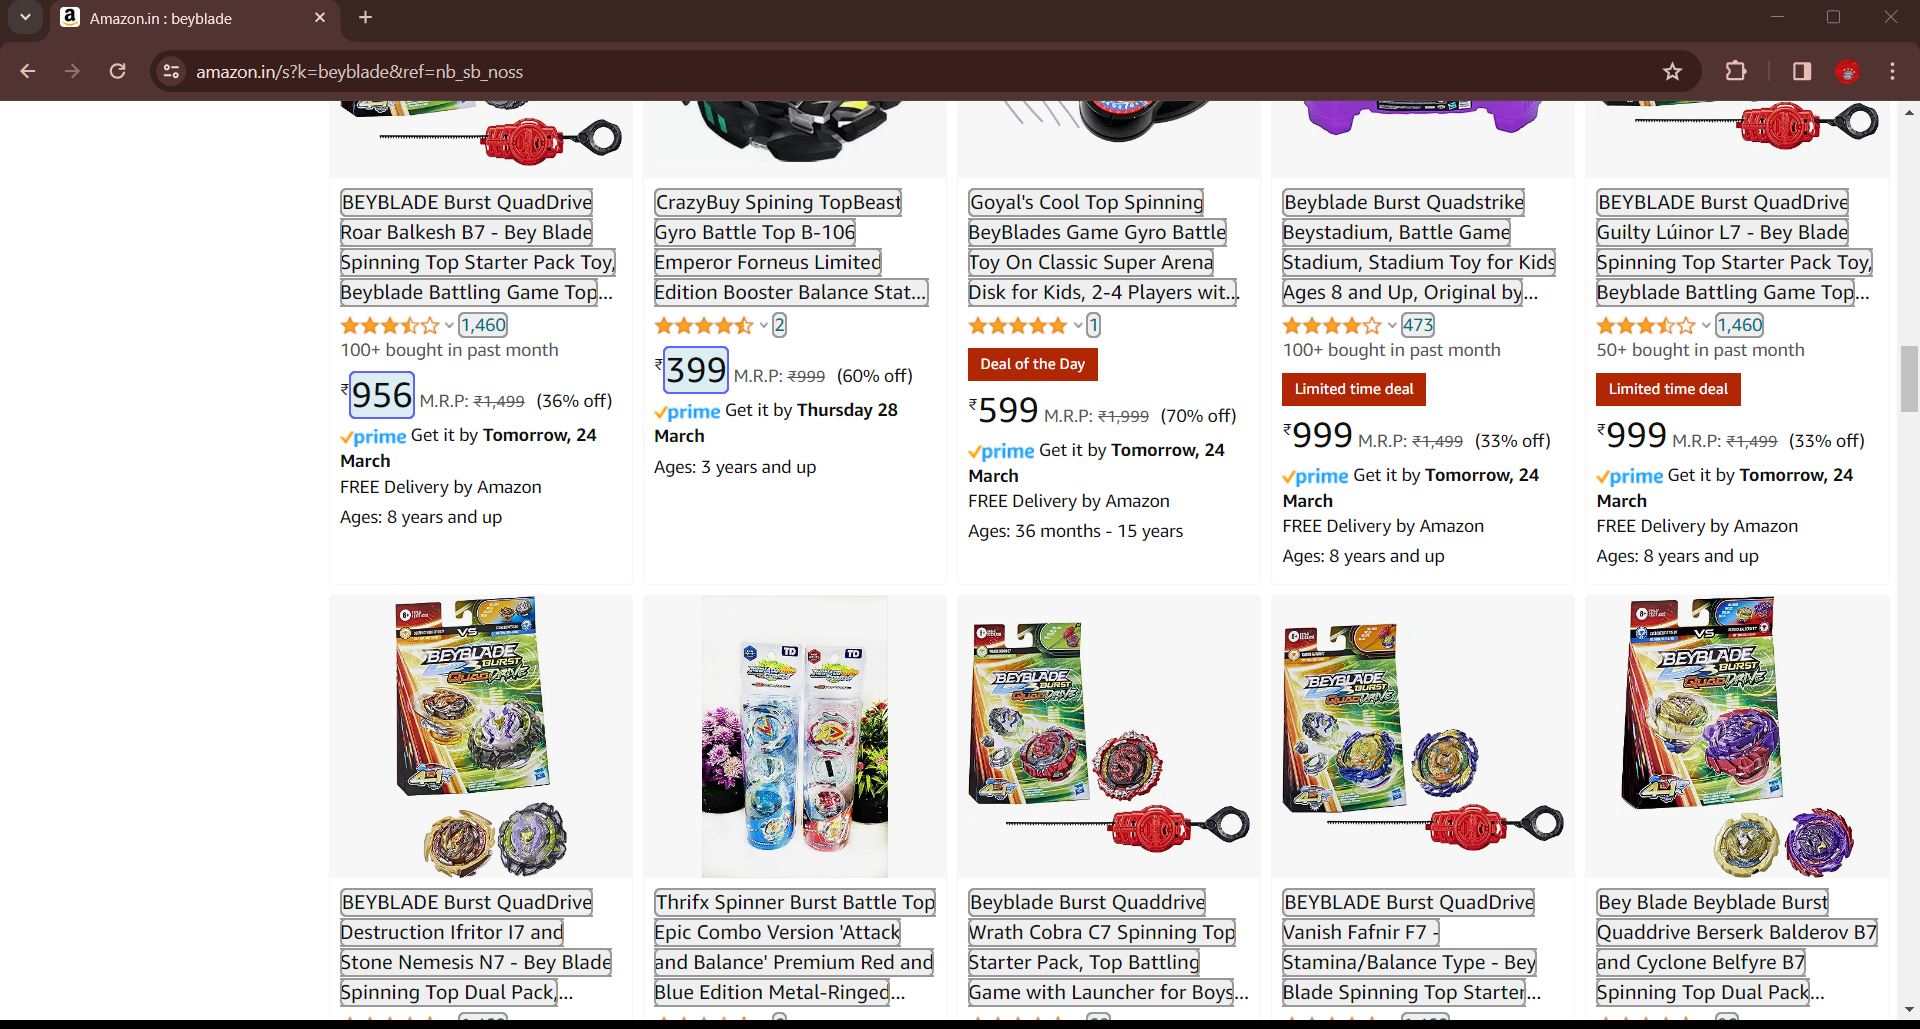 Amazon.in : beyblade
amazon.in/s?k=beyblade&ref=nb_sb_noss
BEYBLADE Burst QuadDrive
Roar Balkesh B7 - Bey Blade
Spinning Top Starter Pack Toy,
Beyblade Battling Game Top...
1,460
100+ bought in past month
₹956 M.R.P: ₹1,499 (36% off)
prime Get it by Tomorrow, 24
March
FREE Delivery by Amazon
Ages: 8 years and up
CrazyBuy Spining TopBeast
Gyro Battle Top B-106
Emperor Forneus Limited
Edition Booster Balance Stat...
2
₹399 M.R.P: ₹999 (60% off)
prime Get it by Thursday 28
March
Ages: 3 years and up
Goyal's Cool Top Spinning
BeyBlades Game Gyro Battle
Toy On Classic Super Arena
Disk for Kids, 2-4 Players wit...
1
Deal of the Day
₹599 M.R.P: ₹1,999 (70% off)
prime Get it by Tomorrow, 24
March
FREE Delivery by Amazon
Ages: 36 months - 15 years
Beyblade Burst Quadstrike
Beystadium, Battle Game
Stadium, Stadium Toy for Kids
Ages 8 and Up, Original by...
473
100+ bought in past month
Limited time deal
₹999 M.R.P: ₹1,499 (33% off)
prime Get it by Tomorrow, 24
March
FREE Delivery by Amazon
Ages: 8 years and up
BEYBLADE Burst QuadDrive
Guilty Lúinor L7 - Bey Blade
Spinning Top Starter Pack Toy,
Beyblade Battling Game Top...
1,460
50+ bought in past month
Limited time deal
₹999 M.R.P: ₹1,499 (33% off)
prime Get it by Tomorrow, 24
March
FREE Delivery by Amazon
Ages: 8 years and up
VS
BEYBLADE
BURST
QUADDRIVE
TD
TD
BEYBLADE
BURST
QUADDRIVE
BEYBLADE
BURST
QUADDRIVE
VS
BEYBLADE
BURST
QUADDRIVE
BEYBLADE Burst QuadDrive
Destruction Ifritor I7 and
Stone Nemesis N7 - Bey Blade
Spinning Top Dual Pack,...
Thrifx Spinner Burst Battle Top
Epic Combo Version 'Attack
and Balance' Premium Red and
Blue Edition Metal-Ringed...
Beyblade Burst Quaddrive
Wrath Cobra C7 Spinning Top
Starter Pack, Top Battling
Game with Launcher for Boys...
BEYBLADE Burst QuadDrive
Vanish Fafnir F7 -
Stamina/Balance Type - Bey
Blade Spinning Top Starter...
Bey Blade Beyblade Burst
Quaddrive Berserk Balderov B7
and Cyclone Belfyre B7
Spinning Top Dual Pack...